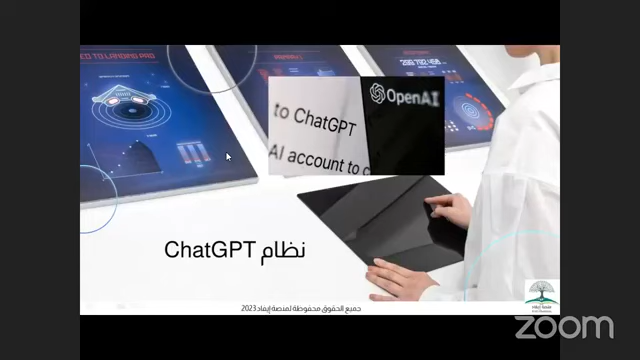 to ChatGPT
AI account to c
OpenAI
نظام ChatGPT
جميع الحقوق محفوظة لمنصة إيفاد 2023
zoom